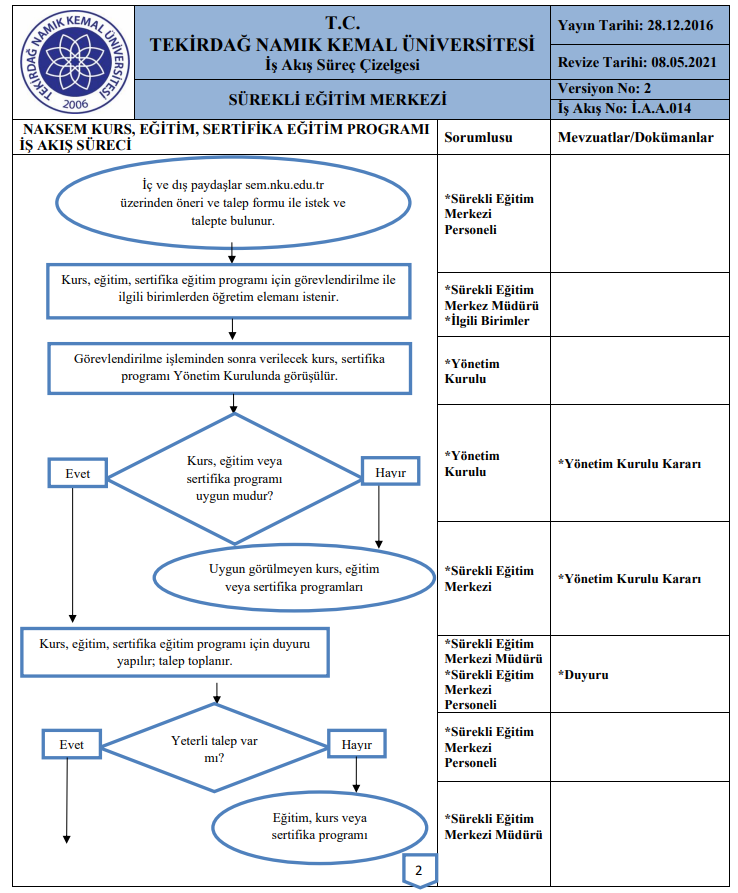 TEKİRDAĞ NAMIK KEMAL ÜNİVERSİTESİ
2006
T.C.
TEKİRDAĞ NAMIK KEMAL ÜNİVERSİTESİ
İş Akış Süreç Çizelgesi
SÜREKLİ EĞİTİM MERKEZİ
Yayın Tarihi: 28.12.2016
Revize Tarihi: 08.05.2021
Versiyon No: 2
İş Akış No: İ.A.A.014
NAKSEM KURS, EĞİTİM, SERTİFIKA EĞİTİM PROGRAMI
İŞ AKIŞ SÜRECİ
Sorumlusu
Mevzuatlar/Dokümanlar
İç ve dış paydaşlar sem.nku.edu.tr
üzerinden öneri ve talep formu ile istek ve
talepte bulunur.
*Sürekli Eğitim
Merkezi
Personeli
Kurs, eğitim, sertifika eğitim programı için görevlendirilme ile
ilgili birimlerden öğretim elemanı istenir.
*Sürekli Eğitim
Merkez Müdürü
*İlgili Birimler
Görevlendirilme işleminden sonra verilecek kurs, sertifika
programı Yönetim Kurulunda görüşülür.
*Yönetim
Kurulu
Evet
Kurs, eğitim veya
sertifika programı
uygun mudur?
Hayır
*Yönetim
Kurulu
*Yönetim Kurulu Kararı
Uygun görülmeyen kurs, eğitim
veya sertifika programları
*Sürekli Eğitim
Merkezi
*Yönetim Kurulu Kararı
Kurs, eğitim, sertifika eğitim programı için duyuru
yapılır; talep toplanır.
*Sürekli Eğitim
Merkezi Müdürü
*Sürekli Eğitim
Merkezi
Personeli
*Duyuru
Evet
Yeterli talep var
mı?
Hayır
*Sürekli Eğitim
Merkezi
Personeli
Eğitim, kurs veya
sertifika programı
*Sürekli Eğitim
Merkezi Müdürü
2